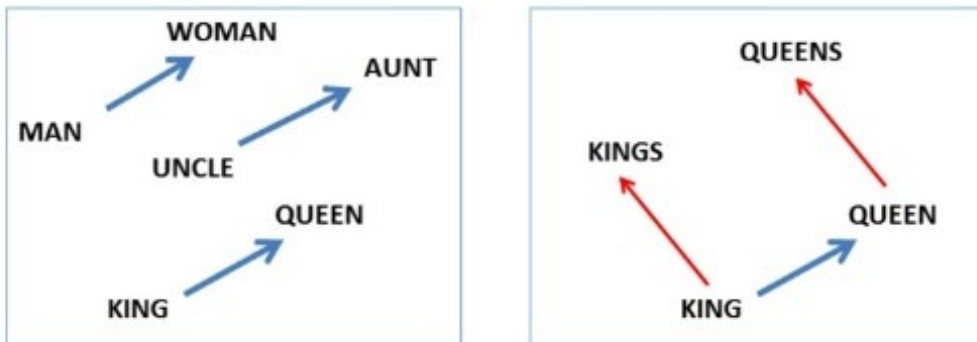 WOMAN
AUNT
MAN
UNCLE
QUEEN
KING
QUEENS
KINGS
QUEEN
KING